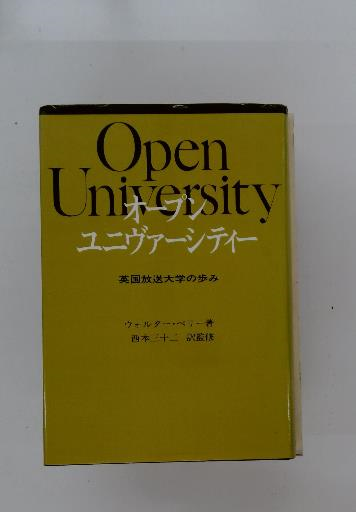 Open
University
オープン
ユニヴァーシティー
英国放送大学の歩み
ウォルター・ペリー著
西本三十二 訳監修